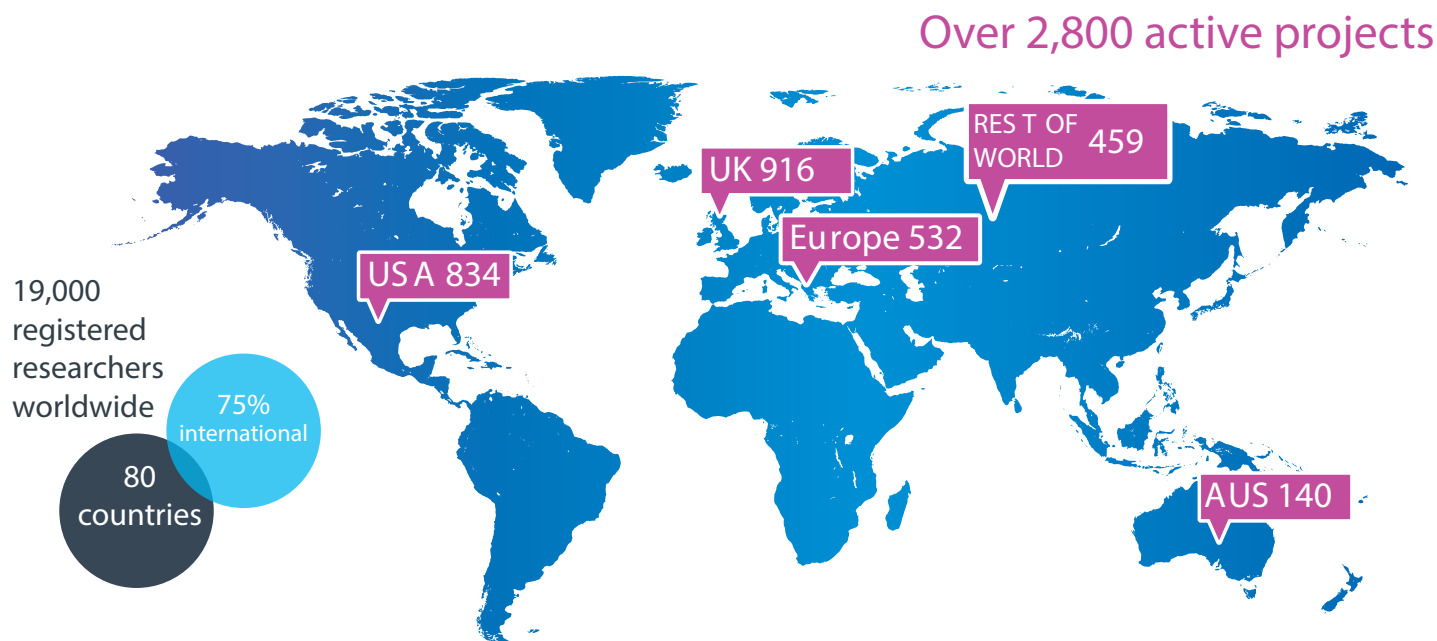 Over 2,800 active projects
REST OF
WORLD 459
UK 916
Europe 532
USA 834
19,000
registered
researchers
worldwide
75%
international
80
countries
AUS 140